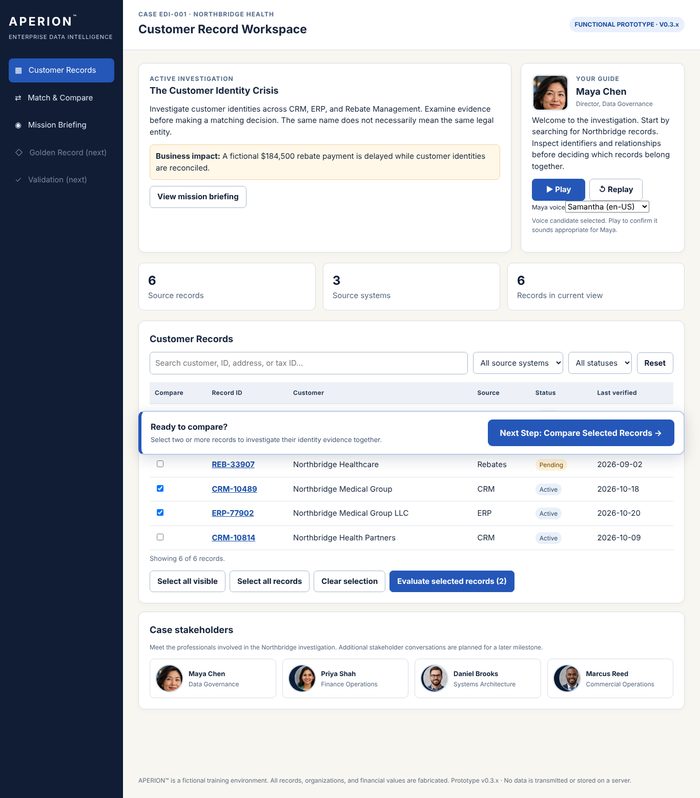 APERION™
ENTERPRISE DATA INTELLIGENCE
Customer Records
Match & Compare
Mission Briefing
Golden Record (next)
Validation (next)
CASE EDI-001 · NORTHBRIDGE HEALTH
Customer Record Workspace
FUNCTIONAL PROTOTYPE · V0.3.x
ACTIVE INVESTIGATION
The Customer Identity Crisis
Investigate customer identities across CRM, ERP, and Rebate Management. Examine evidence
before making a matching decision. The same name does not necessarily mean the same legal
entity.
Business impact: A fictional $184,500 rebate payment is delayed while customer identities
are reconciled.
View mission briefing
YOUR GUIDE
Maya Chen
Director, Data Governance
Welcome to the investigation. Start by
searching for Northbridge records.
Inspect identifiers and relationships
before deciding which records belong
together.
▶ Play
↺ Replay
Maya voice Samantha (en-US)
Voice candidate selected. Play to confirm it
sounds appropriate for Maya.
6
Source records
3
Source systems
6
Records in current view
Customer Records
Search customer, ID, address, or tax ID...
All source systems
All statuses
Reset
Compare Record ID Customer Source Status Last verified
Ready to compare?
Select two or more records to investigate their identity evidence together.
Next Step: Compare Selected Records →
REB-33907 Northbridge Healthcare Rebates Pending 2026-09-02
CRM-10489 Northbridge Medical Group CRM Active 2026-10-18
ERP-77902 Northbridge Medical Group LLC ERP Active 2026-10-20
CRM-10814 Northbridge Health Partners CRM Active 2026-10-09
Showing 6 of 6 records.
Select all visible
Select all records
Clear selection
Evaluate selected records (2)
Case stakeholders
Meet the professionals involved in the Northbridge investigation. Additional stakeholder conversations are planned for a later milestone.
Maya Chen
Data Governance
Priya Shah
Finance Operations
Daniel Brooks
Systems Architecture
Marcus Reed
Commercial Operations
APERION™ is a fictional training environment. All records, organizations, and financial values are fabricated. Prototype v0.3.x · No data is transmitted or stored on a server.